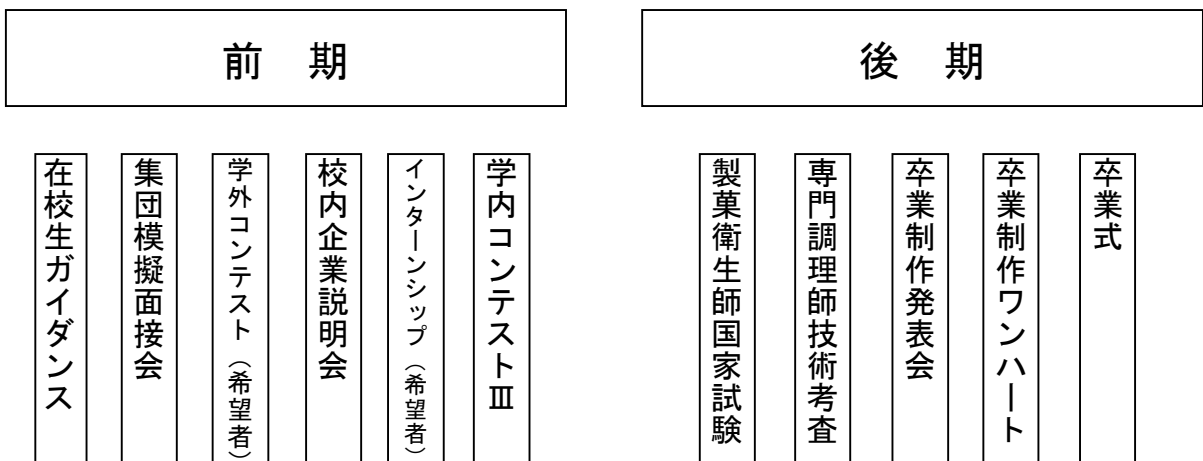 前 期
在校生ガイダンス
集団模擬面接会
学外コンテスト（希望者）
校内企業説明会
インターンシップ（希望者）
学内コンテストⅢ
後 期
製菓衛生師国家試験
専門調理師技術考査
卒業制作発表会
卒業制作ワンハート
卒業式